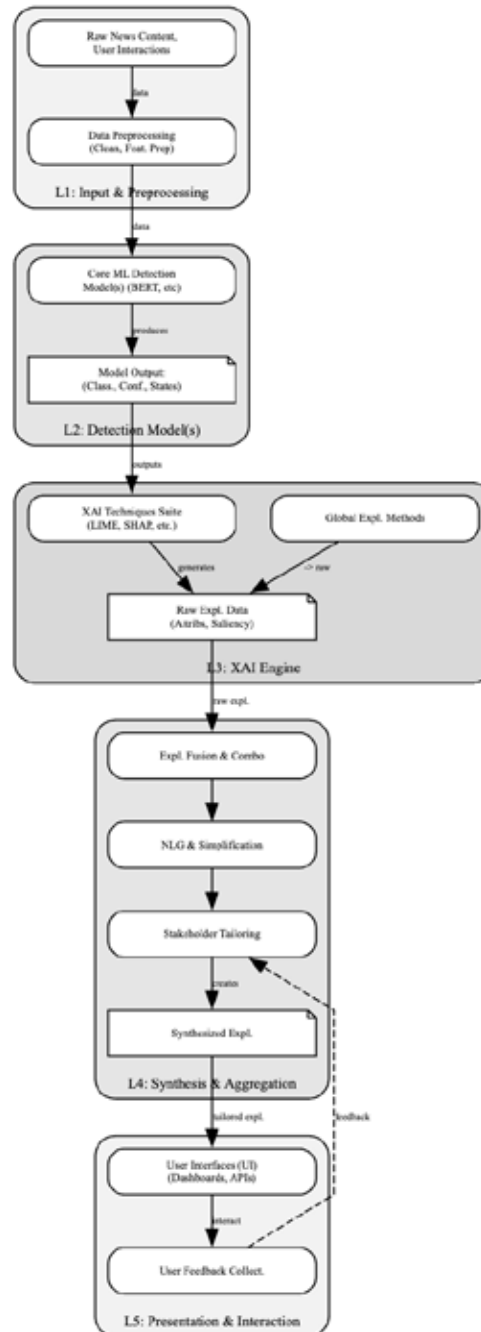 Raw News Content,
User Interactions
data
Data Preprocessing
(Clean, Feat. Prep)
L1: Input & Preprocessing
data
Core ML Detection
Model(s) (BERT, etc)
produces
Model Output:
(Class., Conf., States)
L2: Detection Model(s)
outputs
XAI Techniques Suite
(LIME, SHAP, etc.)
Global Expl. Methods
generates
-> raw
Raw Expl. Data
(Attribs, Saliency)
L3: XAI Engine
raw expl.
Expl. Fusion & Combo
NLG & Simplification
Stakeholder Tailoring
creates
Synthesized Expl.
L4: Synthesis & Aggregation
tailored expl.
feedback
User Interfaces (UI)
(Dashboards, APIs)
interact
User Feedback Collect.
L5: Presentation & Interaction